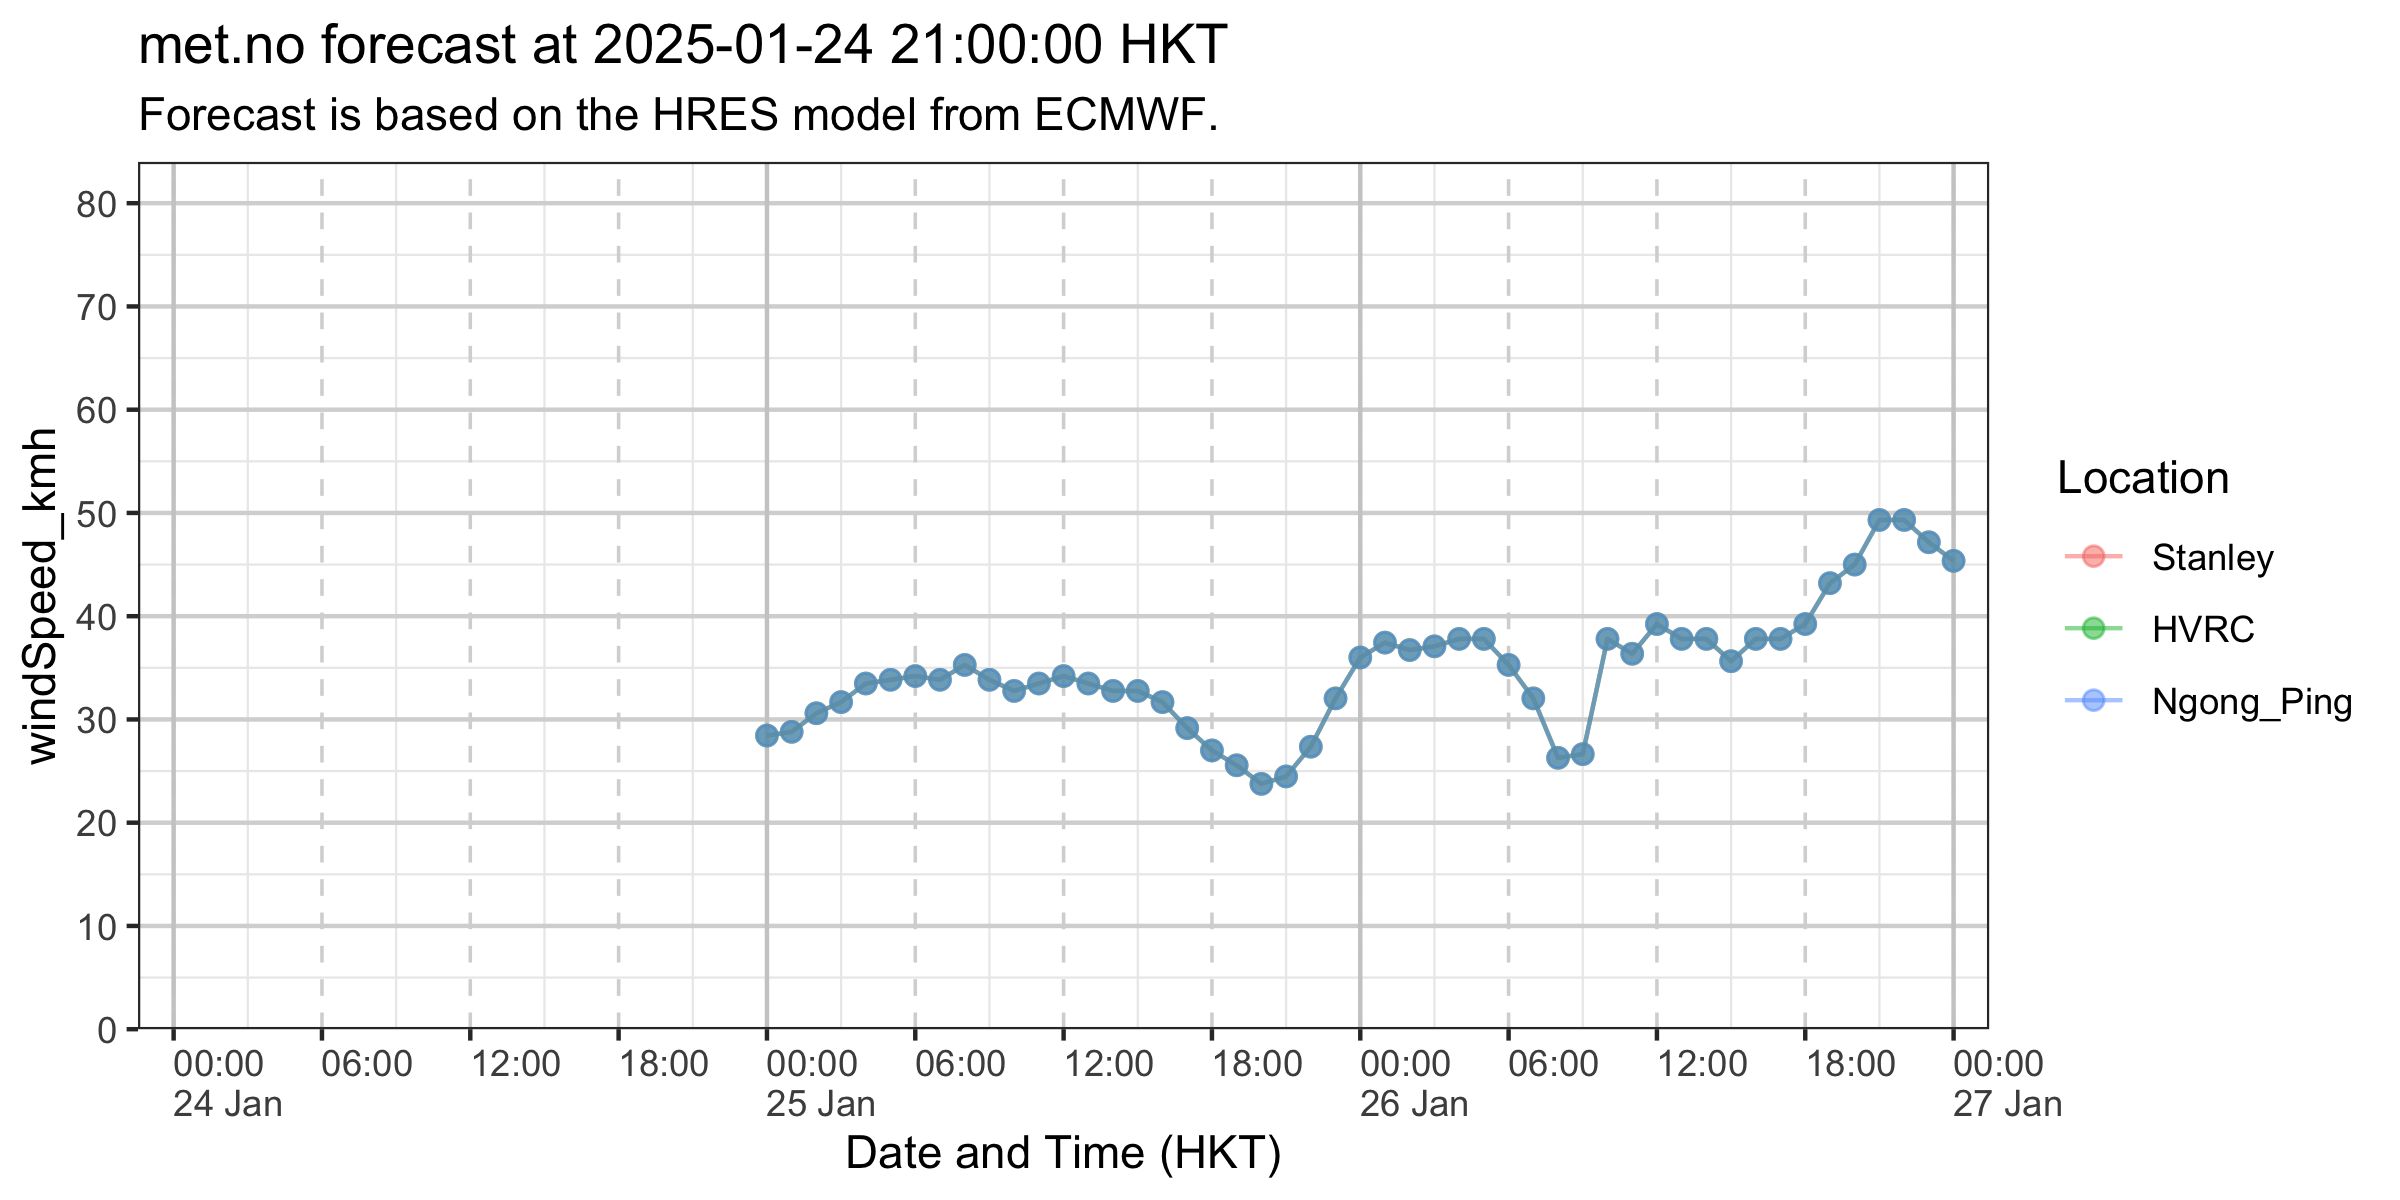 met.no forecast at 2025-01-24 21:00:00 HKT
Forecast is based on the HRES model from ECMWF.
windSpeed_kmh
80
70
60
50
40
30
20
10
0
00:00 06:00 12:00 18:00 00:00 06:00 12:00 18:00 00:00 06:00 12:00 18:00 00:00
24 Jan 25 Jan 26 Jan 27 Jan
Date and Time (HKT)
Location
Stanley
HVRC
Ngong_Ping